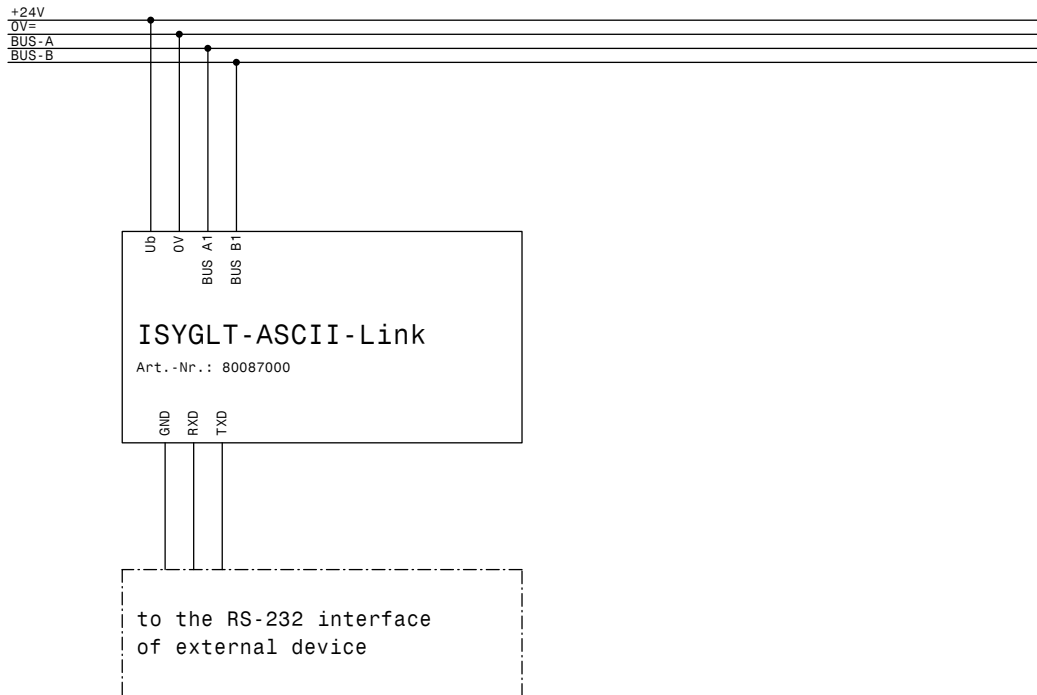 +24V
0V=
BUS-A
BUS-B
Ub
0V
BUS A1
BUS B1
ISYGLT-ASCII-Link
Art.-Nr.: 80087000
GND
RXD
TXD
to the RS-232 interface
of external device